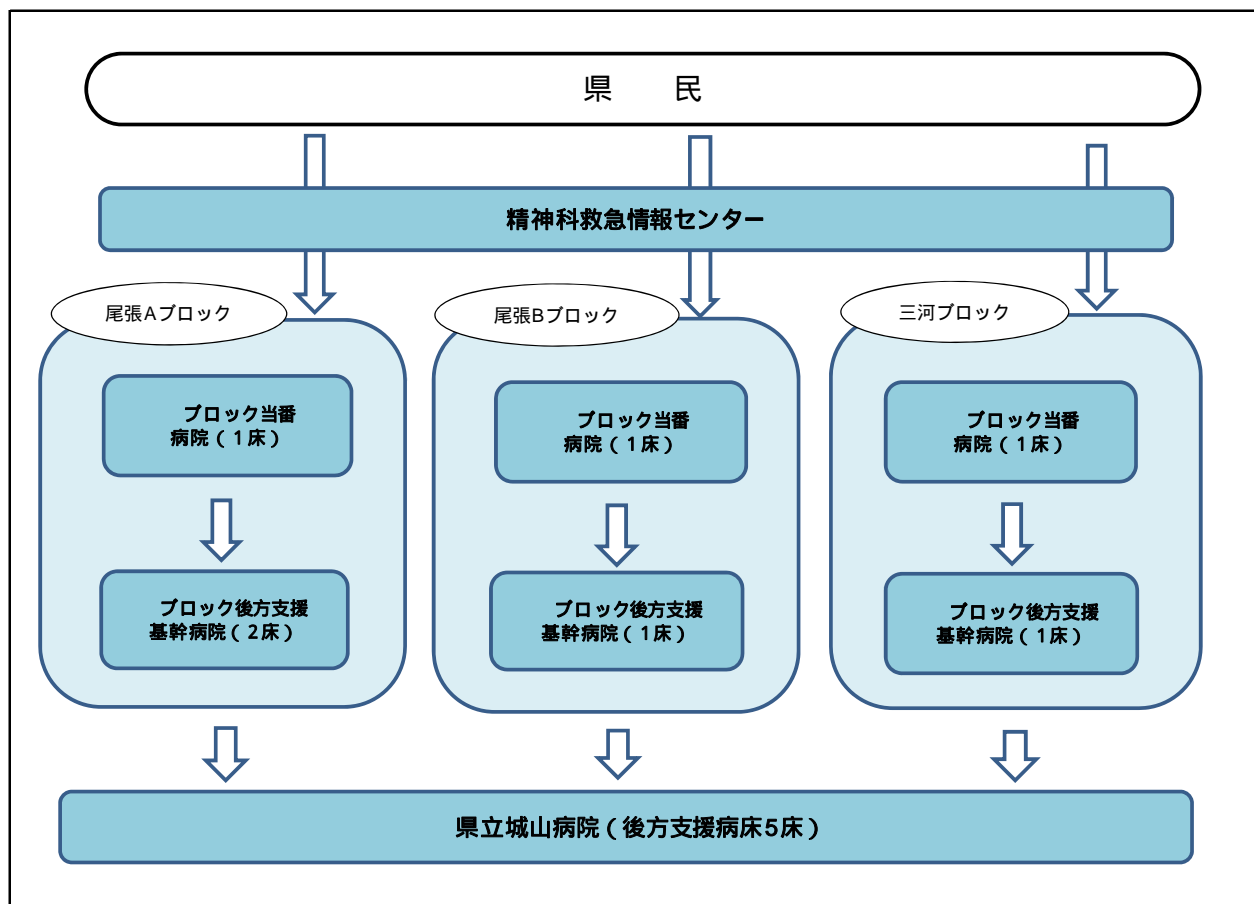 県　　民
精神科救急情報センター
尾張Aブロック
尾張Bブロック
三河ブロック
ブロック当番
病院（1床）
ブロック当番
病院（1床）
ブロック当番
病院（1床）
ブロック後方支援
基幹病院（2床）
ブロック後方支援
基幹病院（1床）
ブロック後方支援
基幹病院（1床）
県立城山病院（後方支援病床5床）